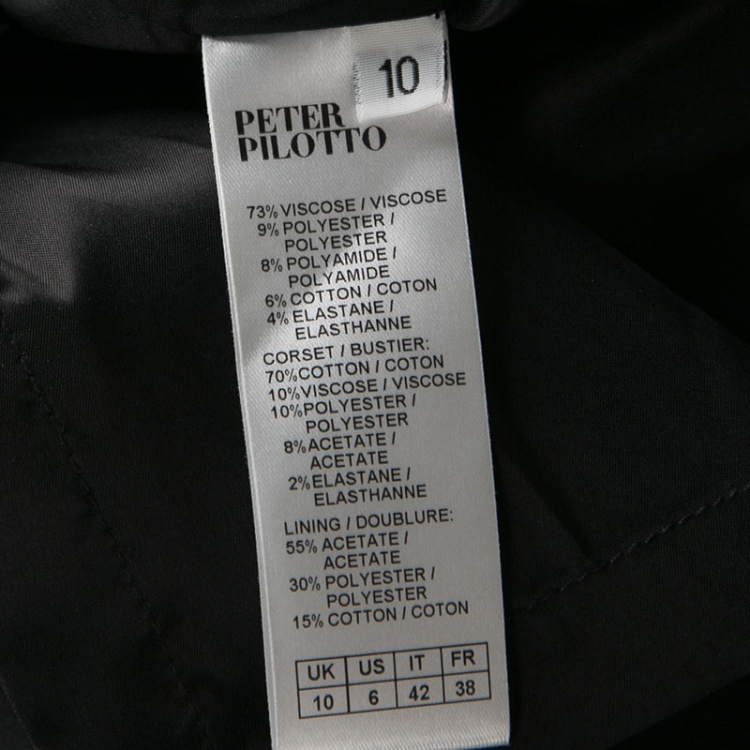 10
PETER
PILOTTO
73% VISCOSE / VISCOSE
9% POLYESTER /
POLYESTER
8% POLYAMIDE /
POLYAMIDE
6% COTTON / COTON
4% ELASTANE /
ELASTHANNE
CORSET / BUSTIER:
70% COTTON / COTON
10% VISCOSE / VISCOSE
10% POLYESTER /
POLYESTER
8% ACETATE /
ACETATE
2% ELASTANE /
ELASTHANNE
LINING / DOUBLURE:
55% ACETATE /
ACETATE
30% POLYESTER /
POLYESTER
15% COTTON / COTON
UK US IT FR
10 6 42 38